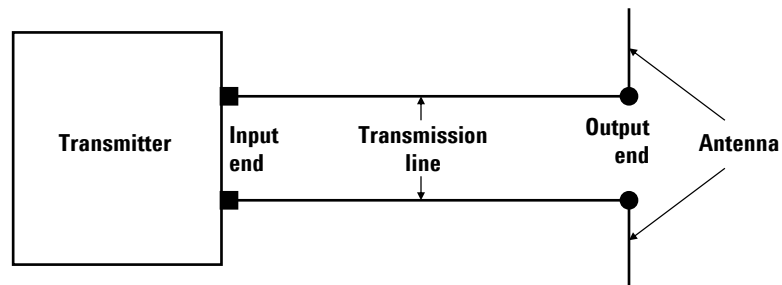 Transmitter
Input
end
Transmission
line
Output
end
Antenna